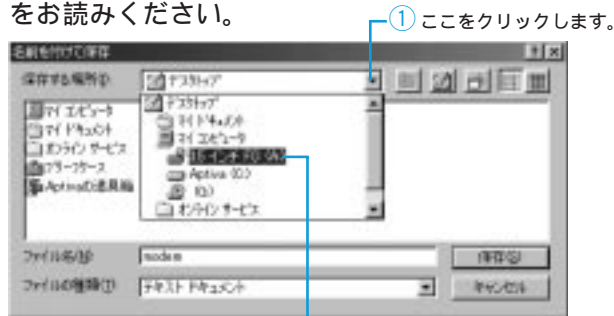 をお読みください。
① ここをクリックします。
名前を付けて保存
保存する場所(I):
デスクトップ
デスクトップ
マイ ドキュメント
マイ コンピュータ
3.5 インチ FD (A:)
Aptiva (C:)
(D:)
オンライン サービス
マイ コンピュータ
マイ ドキュメント
オンライン サービス
ブリーフケース
Aptivaの道具箱
ファイル名(N):
modem
保存(S)
ファイルの種類(T):
テキスト ドキュメント
キャンセル